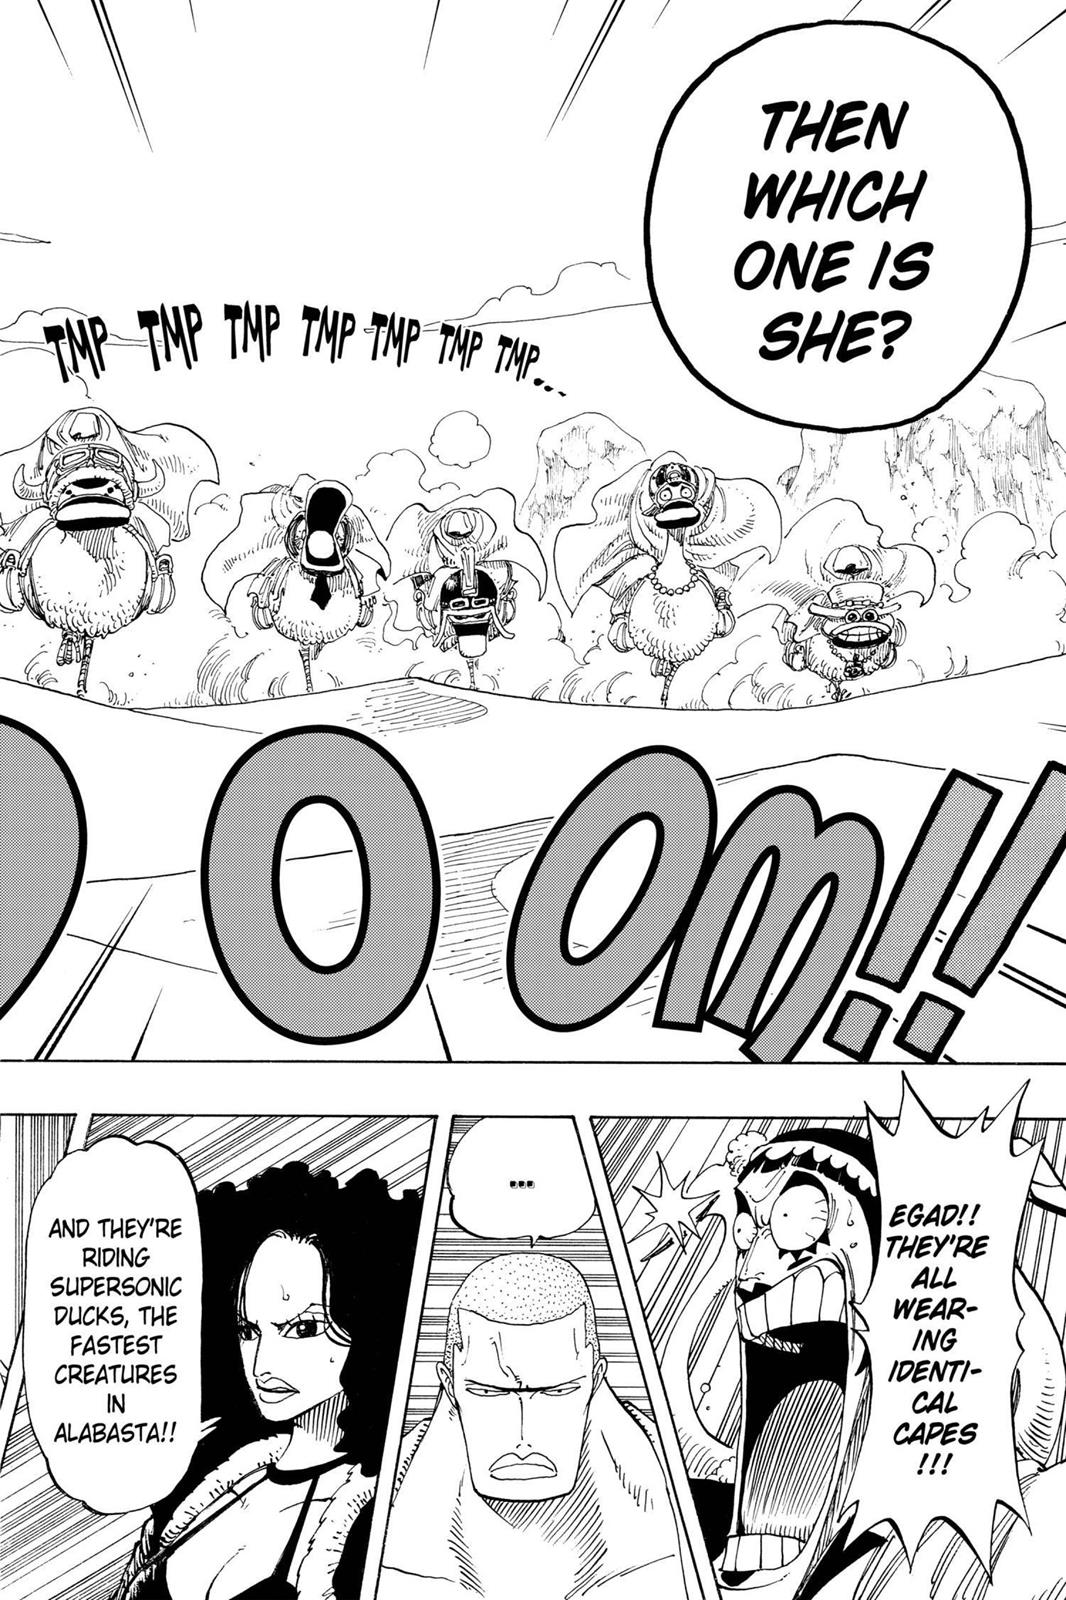 THEN
WHICH
ONE IS
SHE?
TMP TMP TMP TMP TMP TMP TMP...
DOOM!!
EGAD!!
THEY'RE
ALL
WEAR-
ING
IDENTI-
CAL
CAPES
!!!
...
AND THEY'RE
RIDING
SUPERSONIC
DUCKS, THE
FASTEST
CREATURES
IN
ALABASTA!!